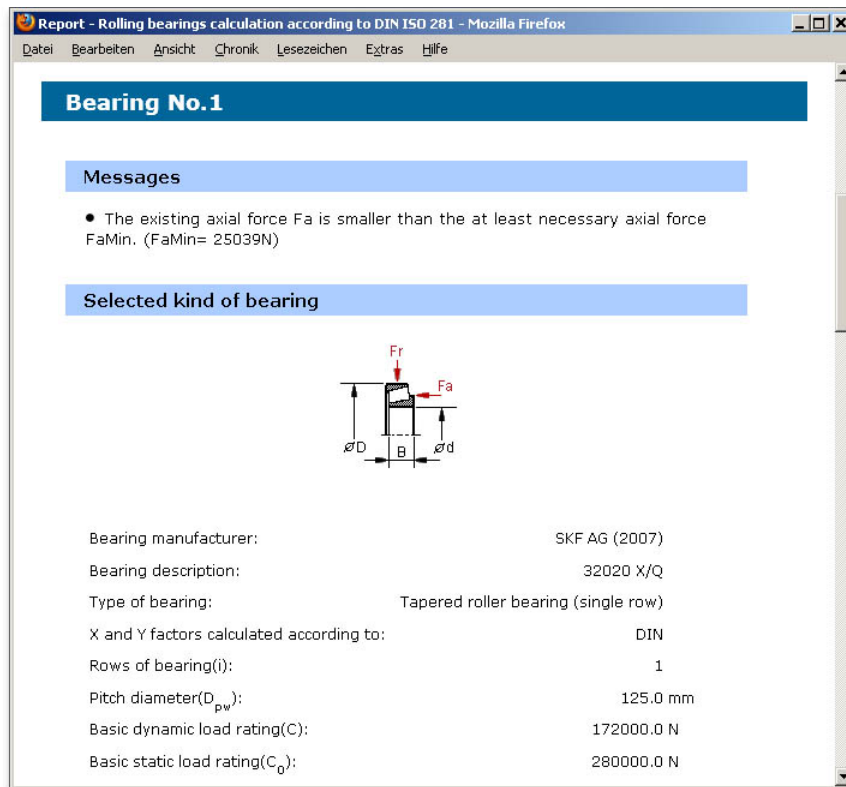 Report - Rolling bearings calculation according to DIN ISO 281 - Mozilla Firefox
Datei Bearbeiten Ansicht Chronik Lesezeichen Extras Hilfe
Bearing No.1
Messages
● The existing axial force Fa is smaller than the at least necessary axial force
FaMin. (FaMin= 25039N)
Selected kind of bearing
Fr
Fa
øD B ød
Bearing manufacturer: SKF AG (2007)
Bearing description: 32020 X/Q
Type of bearing: Tapered roller bearing (single row)
X and Y factors calculated according to: DIN
Rows of bearing(i): 1
Pitch diameter(Dpw): 125.0 mm
Basic dynamic load rating(C): 172000.0 N
Basic static load rating(C0): 280000.0 N